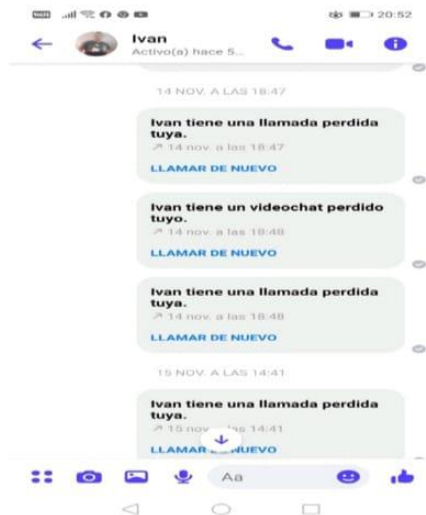 20:52
Ivan
Activo(a) hace 5...
14 NOV. A LAS 18:47
Ivan tiene una llamada perdida
tuya.
14 nov. a las 18:47
LLAMAR DE NUEVO
Ivan tiene un videochat perdido
tuyo.
14 nov. a las 18:48
LLAMAR DE NUEVO
Ivan tiene una llamada perdida
tuya.
14 nov. a las 18:48
LLAMAR DE NUEVO
15 NOV. A LAS 14:41
Ivan tiene una llamada perdida
tuya.
15 nov. 14:41
LLAMAR NUEVO
Aa